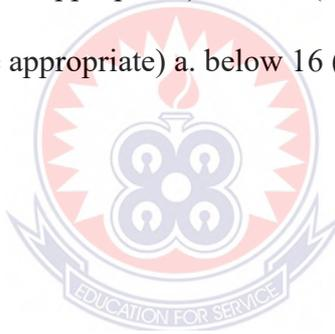 appropriate) a. below 16 (
EDUCATION FOR SERVICE